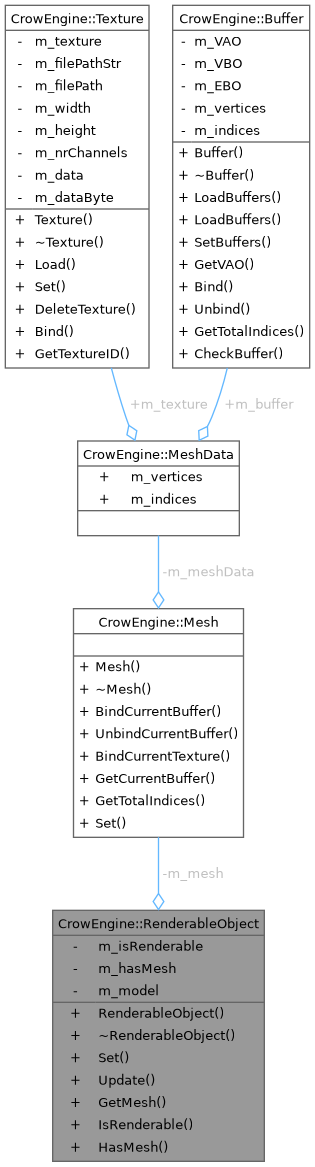 CrowEngine::Texture
- m_texture
- m_filePathStr
- m_filePath
- m_width
- m_height
- m_nrChannels
- m_data
- m_dataByte
+ Texture()
+ ~Texture()
+ Load()
+ Set()
+ DeleteTexture()
+ Bind()
+ GetTextureID()
CrowEngine::Buffer
- m_VAO
- m_VBO
- m_EBO
- m_vertices
- m_indices
+ Buffer()
+ ~Buffer()
+ LoadBuffers()
+ LoadBuffers()
+ SetBuffers()
+ GetVAO()
+ Bind()
+ Unbind()
+ GetTotalIndices()
+ CheckBuffer()
+m_texture
+m_buffer
CrowEngine::MeshData
+ m_vertices
+ m_indices
-m_meshData
CrowEngine::Mesh
+ Mesh()
+ ~Mesh()
+ BindCurrentBuffer()
+ UnbindCurrentBuffer()
+ BindCurrentTexture()
+ GetCurrentBuffer()
+ GetTotalIndices()
+ Set()
-m_mesh
CrowEngine::RenderableObject
- m_isRenderable
- m_hasMesh
- m_model
+ RenderableObject()
+ ~RenderableObject()
+ Set()
+ Update()
+ GetMesh()
+ IsRenderable()
+ HasMesh()